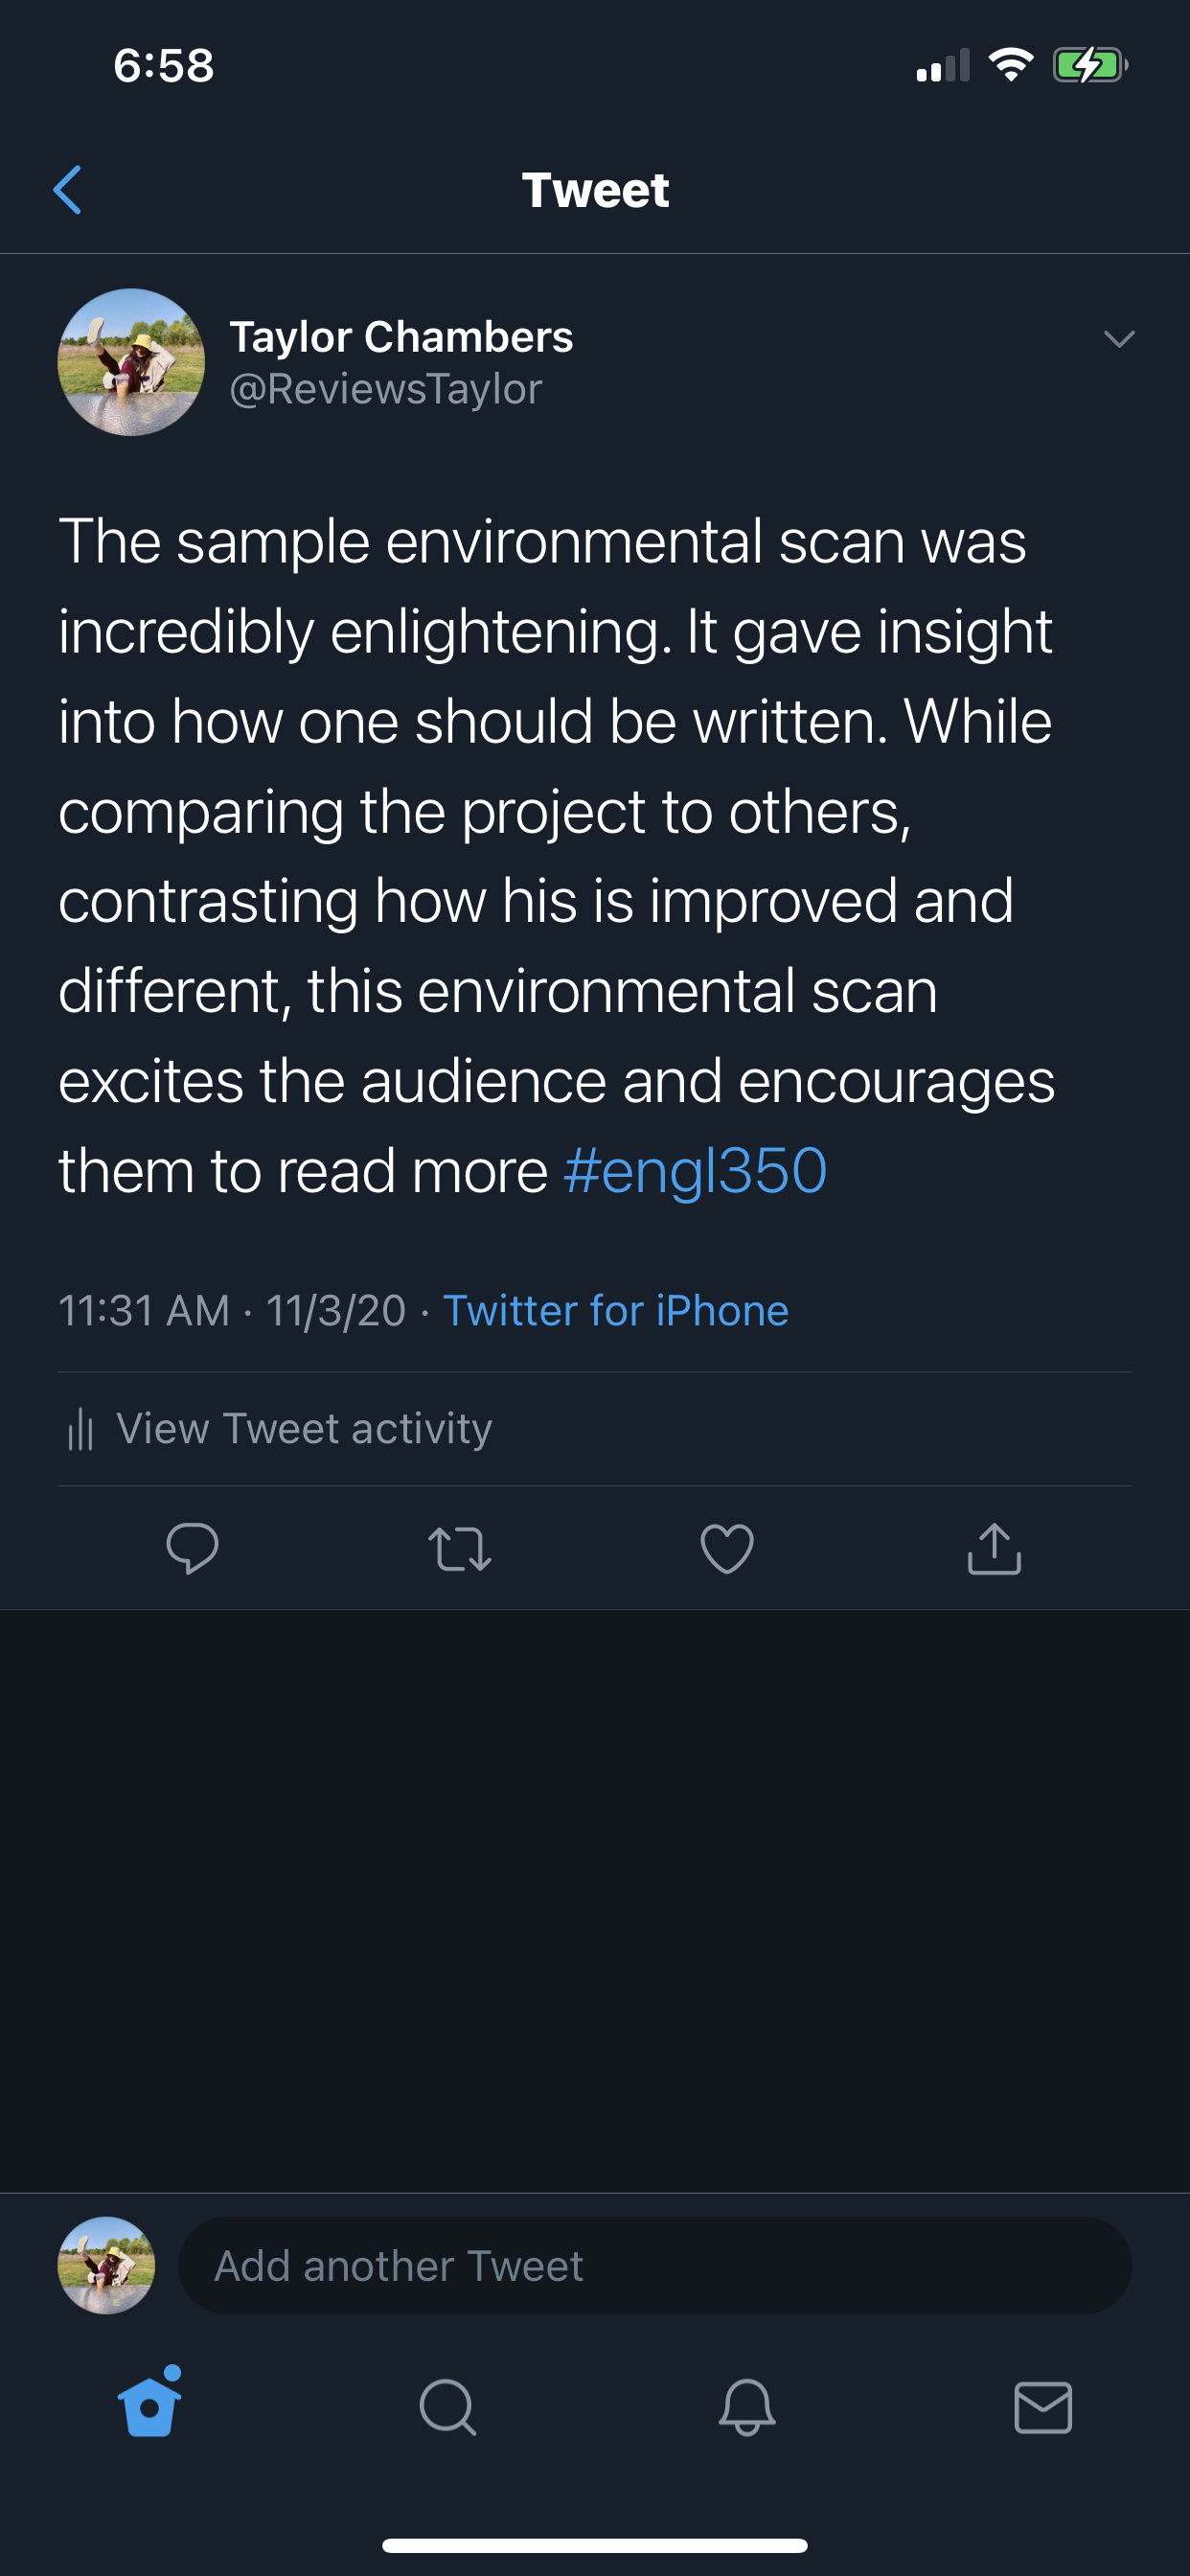 6:58
Tweet
Taylor Chambers
@ReviewsTaylor
The sample environmental scan was
incredibly enlightening. It gave insight
into how one should be written. While
comparing the project to others,
contrasting how his is improved and
different, this environmental scan
excites the audience and encourages
them to read more #engl350
11:31 AM · 11/3/20 · Twitter for iPhone
View Tweet activity
Add another Tweet